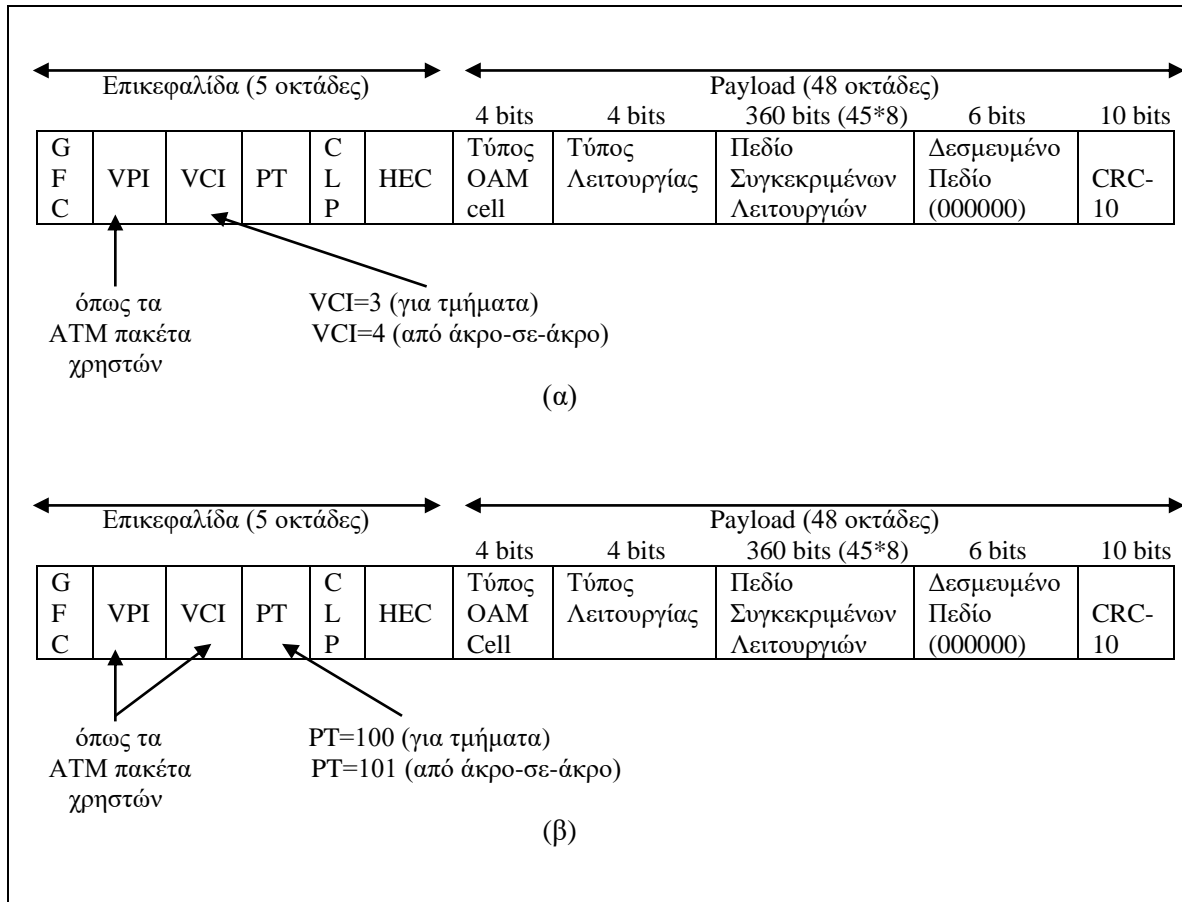 Επικεφαλίδα (5 οκτάδες) Payload (48 οκτάδες)
4 bits 4 bits 360 bits (45*8) 6 bits 10 bits
G Τύπος Τύπος Πεδίο Δεσμευμένο
C
F VPI VCI PT L HEC OAM Λειτουργίας Συγκεκριμένων Πεδίο CRC-
C P cell Λειτουργιών (000000) 10
όπως τα VCI=3 (για τμήματα)
ATM πακέτα VCI=4 (από άκρο-σε-άκρο)
χρηστών
(α)
Επικεφαλίδα (5 οκτάδες) Payload (48 οκτάδες)
4 bits 4 bits 360 bits (45*8) 6 bits 10 bits
G C Τύπος Τύπος Πεδίο Δεσμευμένο
F VPI VCI PT L HEC OAM Λειτουργίας Συγκεκριμένων Πεδίο CRC-
C P Cell Λειτουργιών (000000) 10
όπως τα PT=100 (για τμήματα)
ATM πακέτα PT=101 (από άκρο-σε-άκρο)
χρηστών
(β)